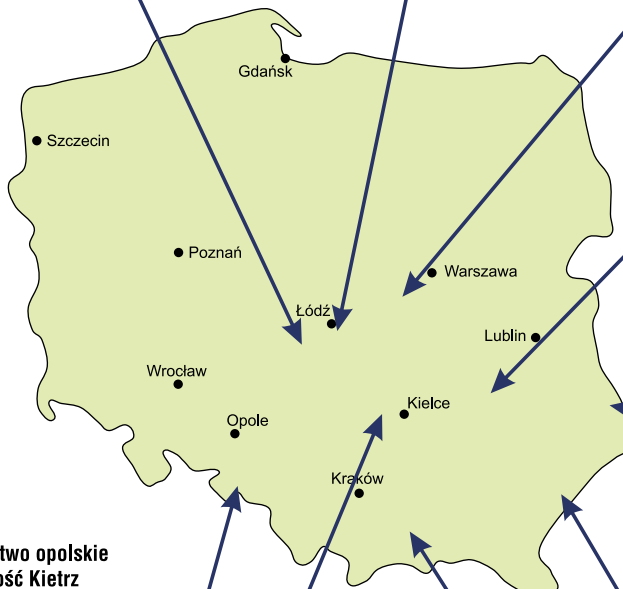 Gdańsk
Szczecin
Poznań
Warszawa
Łódź
Lublin
Wrocław
Kielce
Opole
Kraków
two opolskie
ość Kietrz